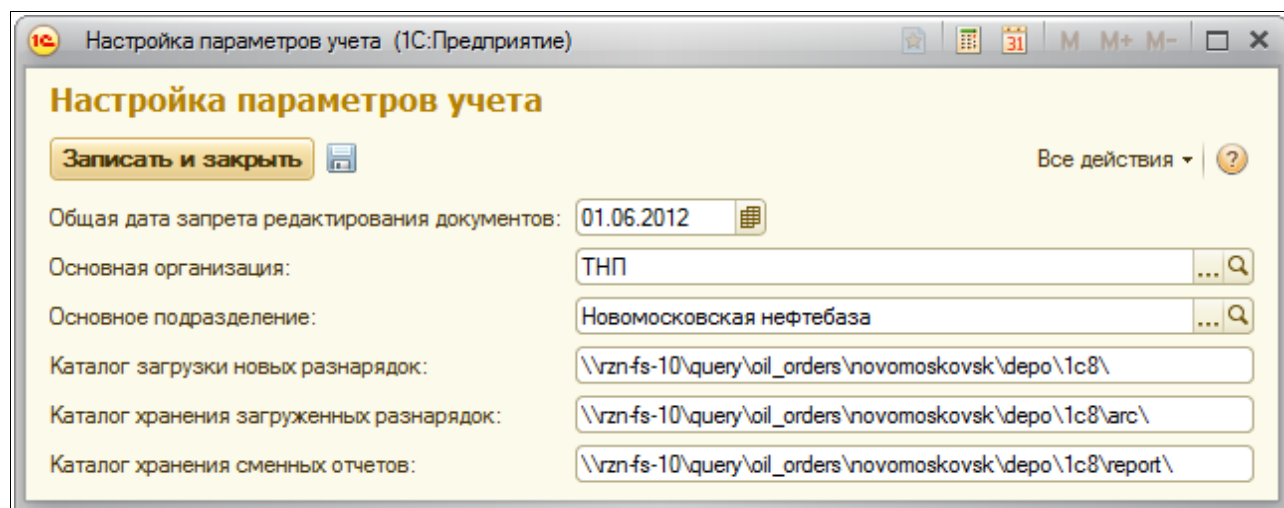 1С Настройка параметров учета (1С:Предприятие) 31 M M+ M-
Настройка параметров учета
Записать и закрыть Все действия ?
Общая дата запрета редактирования документов: 01.06.2012
Основная организация: ТНП ...
Основное подразделение: Новомосковская нефтебаза ...
Каталог загрузки новых разнарядок: \\rzn-fs-10\query\oil_orders\novomoskovsk\depo\1c8\
Каталог хранения загруженных разнарядок: \\rzn-fs-10\query\oil_orders\novomoskovsk\depo\1c8\arc\
Каталог хранения сменных отчетов: \\rzn-fs-10\query\oil_orders\novomoskovsk\depo\1c8\report\